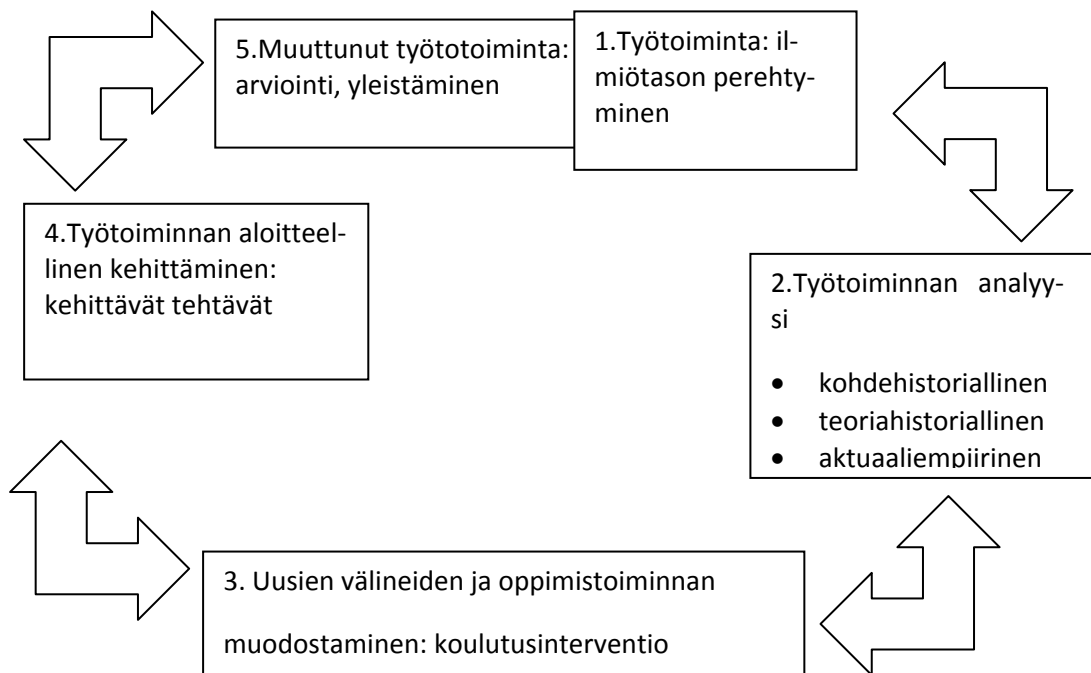 5.Muuttunut työtotoiminta:
arviointi, yleistäminen
1.Työtoiminta: il-
miötason perehty-
minen
4.Työtoiminnan aloitteel-
linen kehittäminen:
kehittävät tehtävät
2.Työtoiminnan analyy-
si
• kohdehistoriallinen
• teoriahistoriallinen
• aktuaaliempiirinen
3. Uusien välineiden ja oppimistoiminnan
muodostaminen: koulutusinterventio